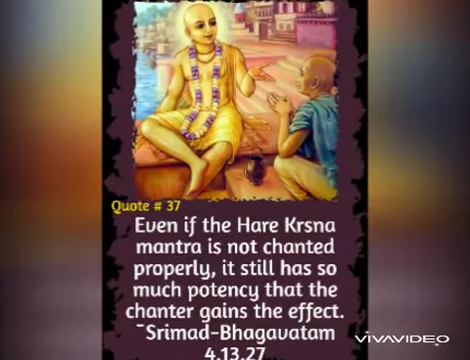 Quote # 37
Even if the Hare Krsna
mantra is not chanted
properly, it still has so
much potency that the
chanter gains the effect.
~Srimad-Bhagavatam
4.13.27
VIVAVIDEO